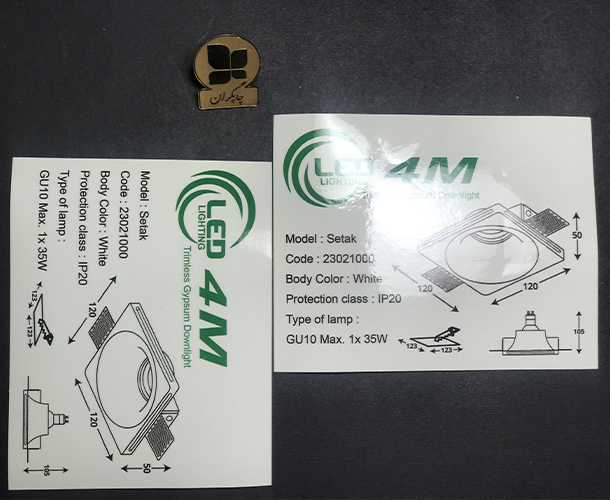 چاپگران
LED
LIGHTING
4M
Trimless Gypsum Downlight
Model : Setak
Code : 23021000
Body Color : White
Protection class : IP20
Type of lamp :
GU10 Max. 1x 35W
120
120
50
123
123
105
LED
LIGHTING
4M
Downlight
Model : Setak
Code : 23021000
Body Color : White
Protection class : IP20
Type of lamp :
GU10 Max. 1x 35W
120
120
50
123
123
105